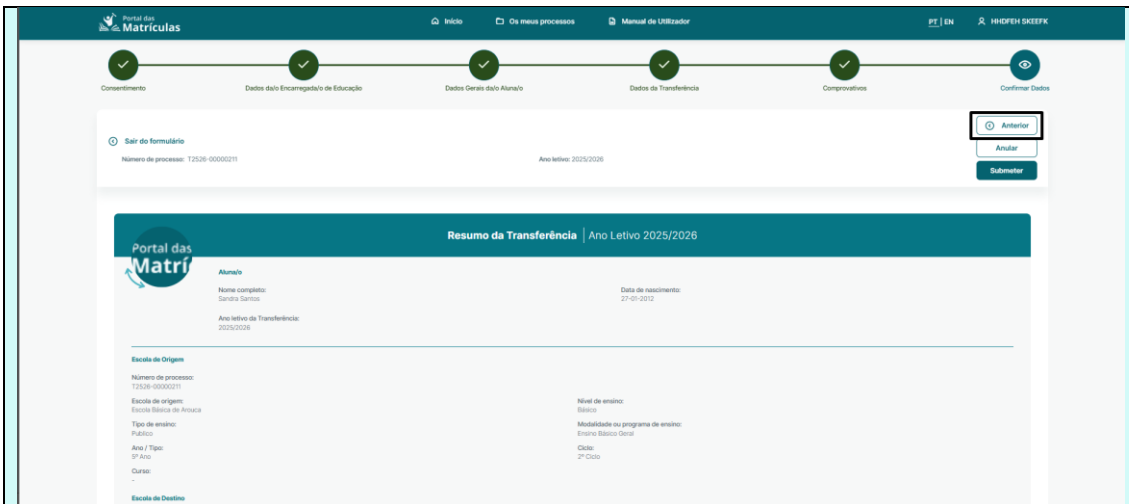 Portal das
Matrículas
Início
Os meus processos
Manual de Utilizador
PT | EN
HHDFEH SKEEFK
Consentimento
Dados da/o Encarregada/o de Educação
Dados Gerais da/o Aluna/o
Dados da Transferência
Comprovativos
Confirmar Dados
Anterior
Sair do formulário
Anular
Número de processo: T2526-00000211
Ano letivo: 2025/2026
Submeter
Resumo da Transferência | Ano Letivo 2025/2026
Portal das
Matrí
Aluna/o
Nome completo:
Sandra Santos
Data de nascimento:
27-01-2012
Ano letivo da Transferência:
2025/2026
Escola de Origem
Número de processo:
T2526-00000211
Escola de origem:
Escola Básica de Arouca
Nível de ensino:
Básico
Tipo de ensino:
Publico
Modalidade ou programa de ensino:
Ensino Básico Geral
Ano / Tipo:
5º Ano
Ciclo:
2º Ciclo
Curso:
-
Escola de Destino